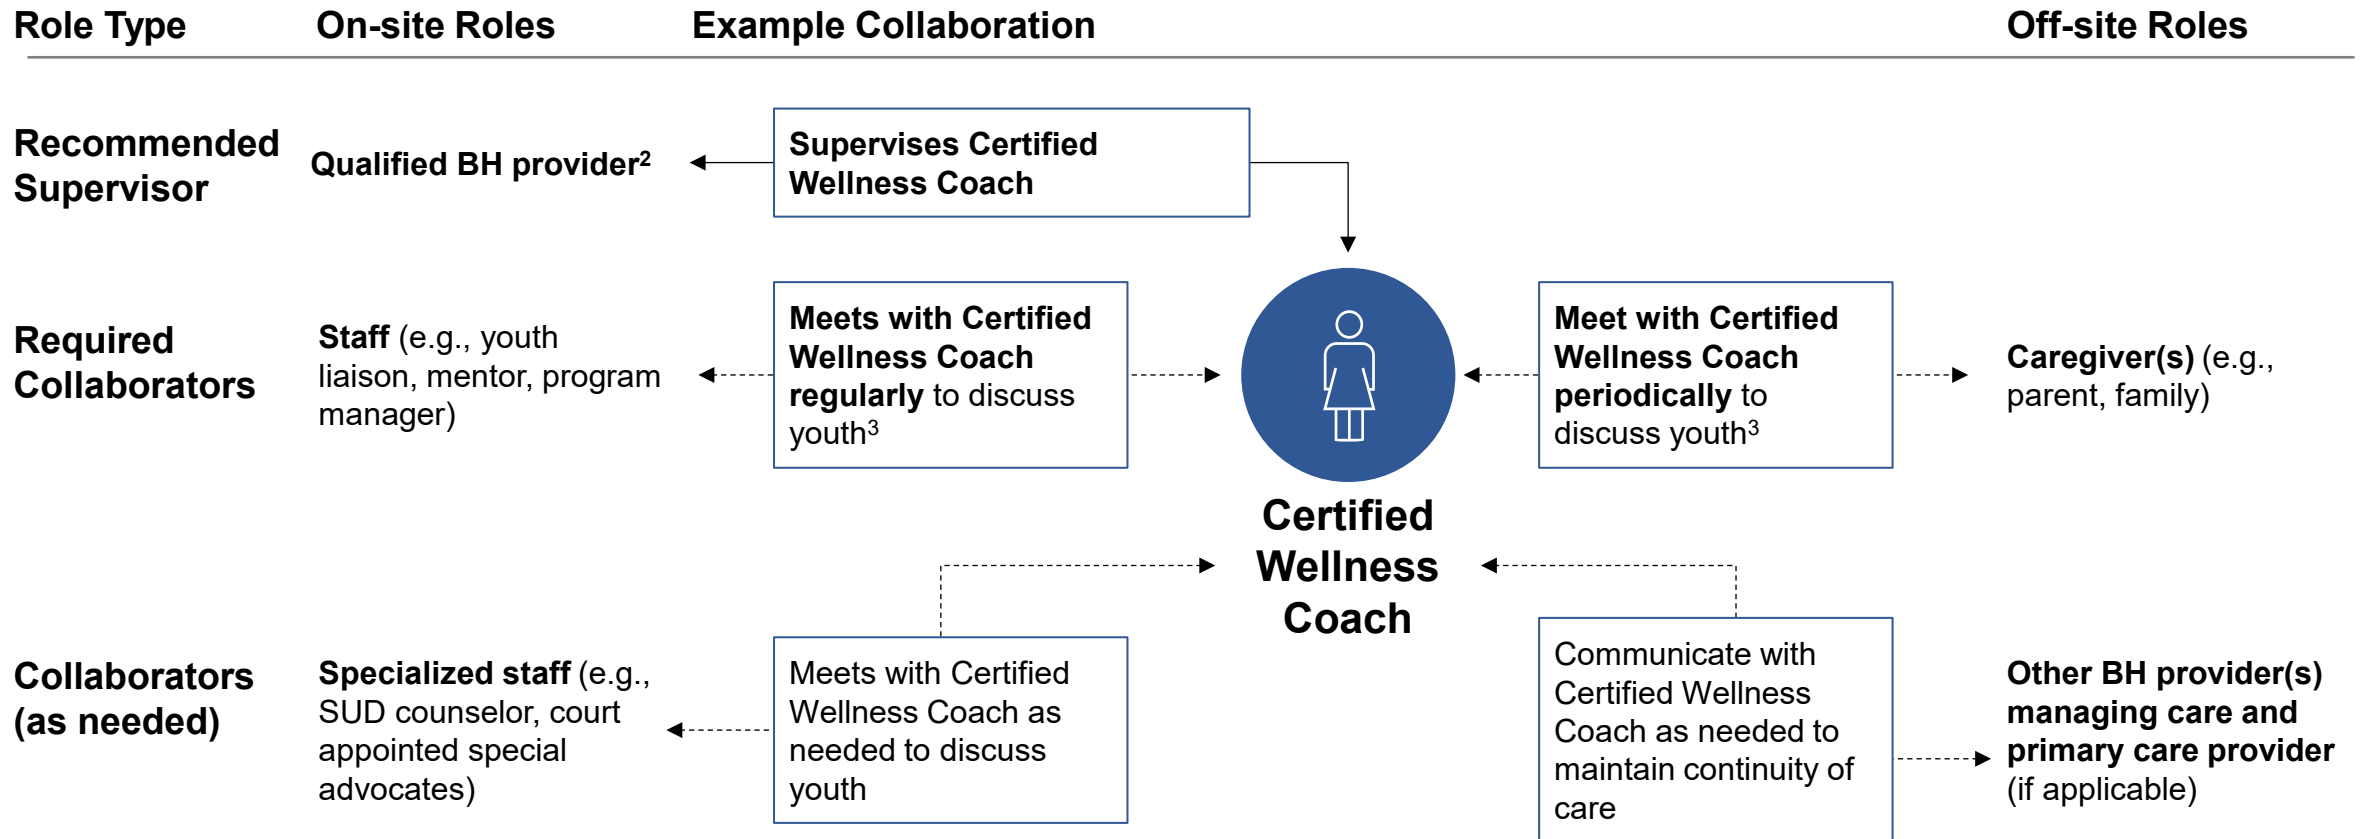 Role Type On-site Roles Example Collaboration Off-site Roles
Recommended
Supervisor
Qualified BH provider²
Supervises Certified
Wellness Coach
Required
Collaborators
Staff (e.g., youth
liaison, mentor, program
manager)
Meets with Certified
Wellness Coach
regularly to discuss
youth³
Meet with Certified
Wellness Coach
periodically to
discuss youth³
Caregiver(s) (e.g.,
parent, family)
Certified
Wellness
Coach
Collaborators
(as needed)
Specialized staff (e.g.,
SUD counselor, court
appointed special
advocates)
Meets with Certified
Wellness Coach as
needed to discuss
youth
Communicate with
Certified Wellness
Coach as needed to
maintain continuity of
care
Other BH provider(s)
managing care and
primary care provider
(if applicable)